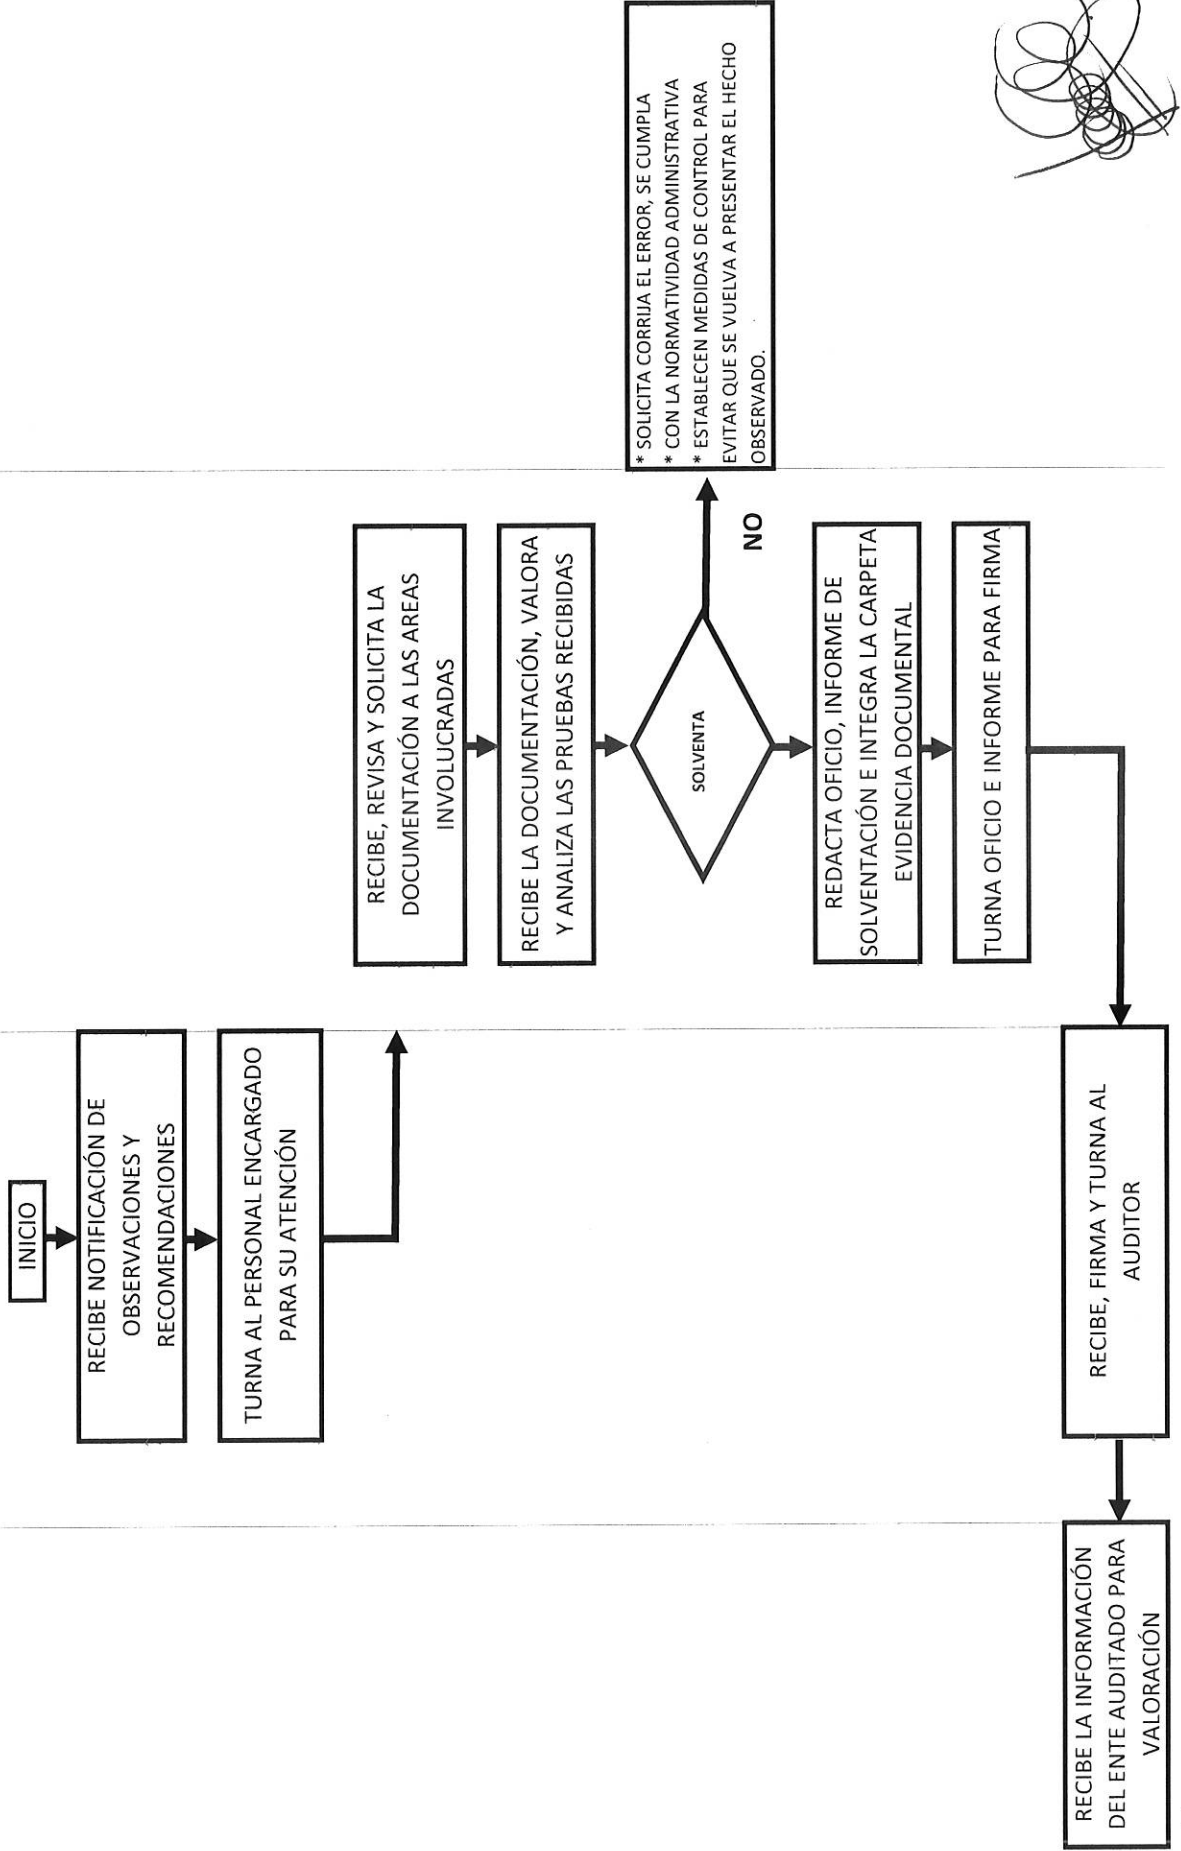 INICIO
RECIBE NOTIFICACIÓN DE
OBSERVACIONES Y
RECOMENDACIONES
TURNA AL PERSONAL ENCARGADO
PARA SU ATENCIÓN
RECIBE, REVISA Y SOLICITA LA
DOCUMENTACIÓN A LAS AREAS
INVOLUCRADAS
RECIBE LA DOCUMENTACIÓN, VALORA
Y ANALIZA LAS PRUEBAS RECIBIDAS
SOLVENTA
NO
* SOLICITA CORRIJA EL ERROR, SE CUMPLA
* CON LA NORMATIVIDAD ADMINISTRATIVA
* ESTABLECEN MEDIDAS DE CONTROL PARA
EVITAR QUE SE VUELVA A PRESENTAR EL HECHO
OBSERVADO.
REDACTA OFICIO, INFORME DE
SOLVENTACIÓN E INTEGRA LA CARPETA
EVIDENCIA DOCUMENTAL
TURNA OFICIO E INFORME PARA FIRMA
RECIBE, FIRMA Y TURNA AL
AUDITOR
RECIBE LA INFORMACIÓN
DEL ENTE AUDITADO PARA
VALORACIÓN